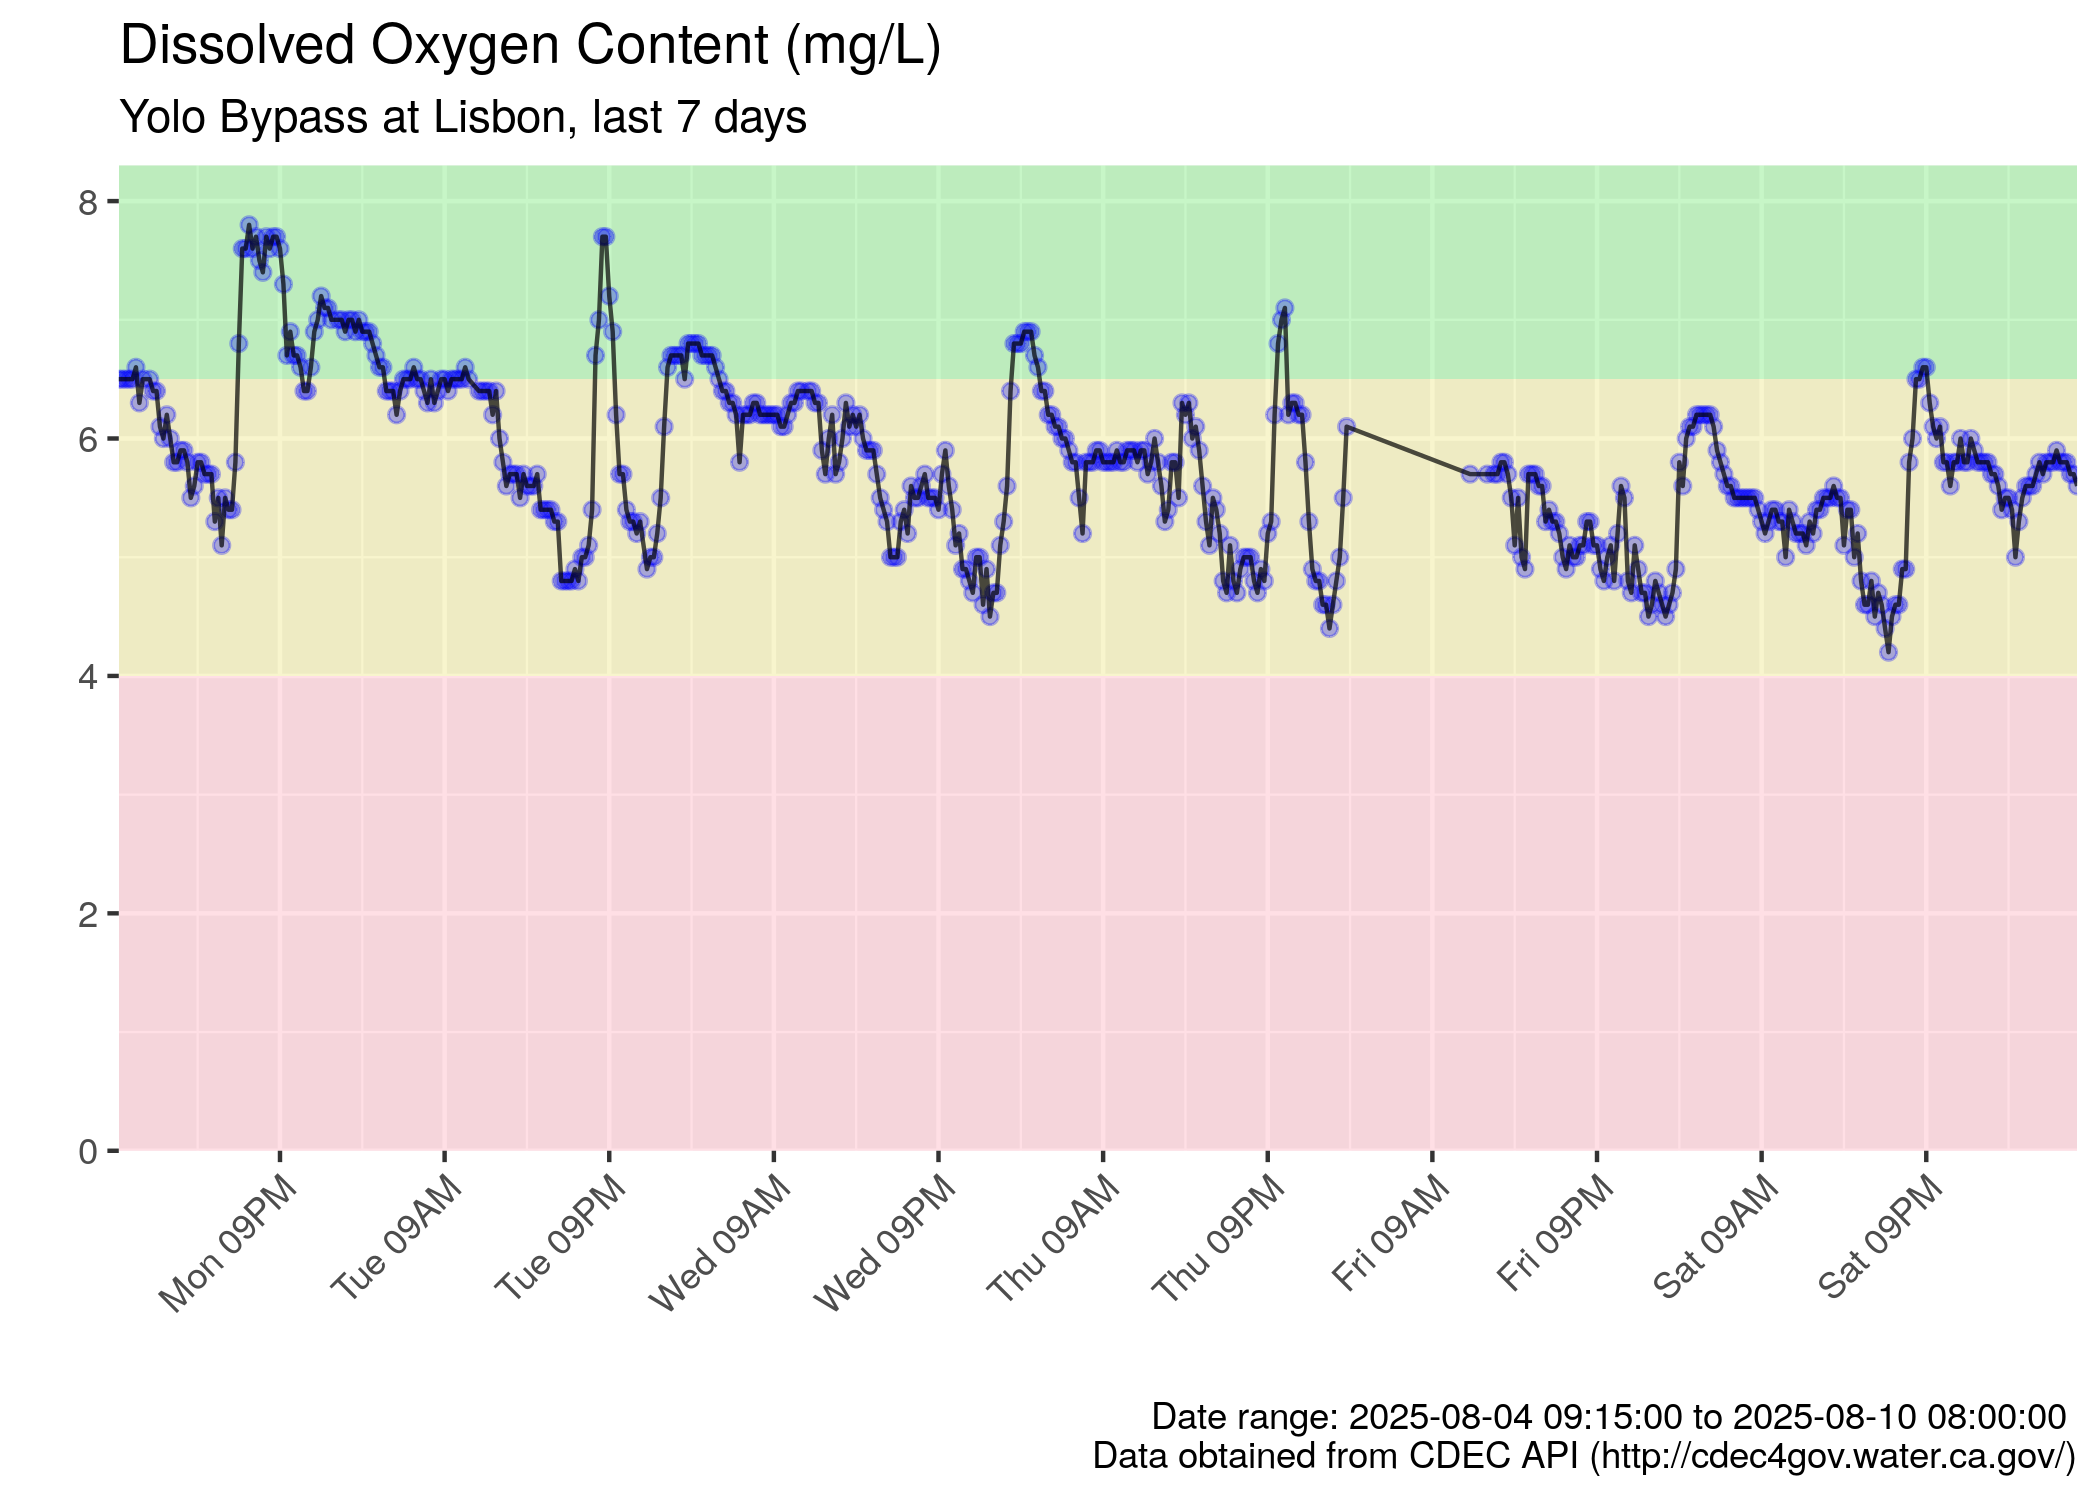 Dissolved Oxygen Content (mg/L)
Yolo Bypass at Lisbon, last 7 days
8
6
4
2
0
Mon 09PM
Tue 09AM
Tue 09PM
Wed 09AM
Wed 09PM
Thu 09AM
Thu 09PM
Fri 09AM
Fri 09PM
Sat 09AM
Sat 09PM
Date range: 2025-08-04 09:15:00 to 2025-08-10 08:00:00
Data obtained from CDEC API (http://cdec4gov.water.ca.gov/)